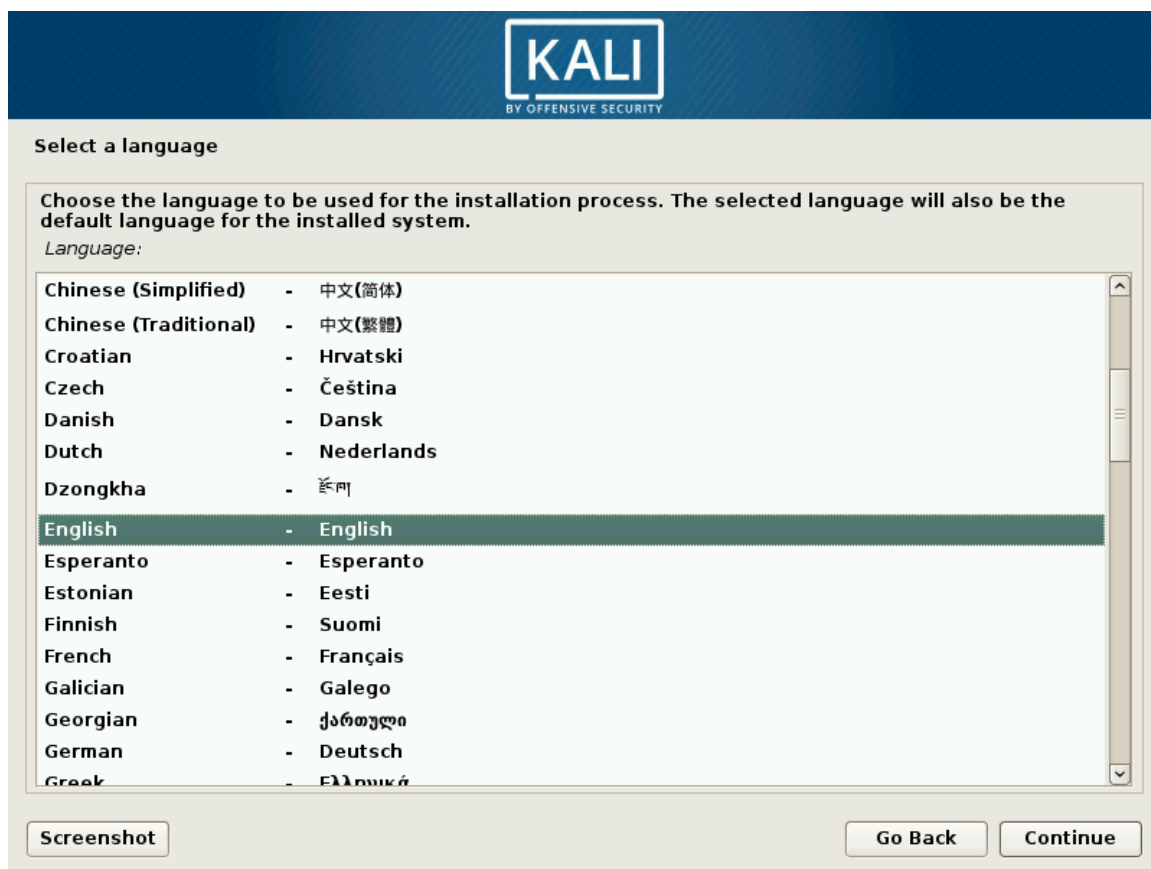 KALI
BY OFFENSIVE SECURITY
Select a language
Choose the language to be used for the installation process. The selected language will also be the
default language for the installed system.
Language:
Chinese (Simplified) - 中文(简体)
Chinese (Traditional) - 中文(繁體)
Croatian - Hrvatski
Czech - Čeština
Danish - Dansk
Dutch - Nederlands
Dzongkha - རྫོང་ཁ།
English - English
Esperanto - Esperanto
Estonian - Eesti
Finnish - Suomi
French - Français
Galician - Galego
Georgian - ქართული
German - Deutsch
Greek - Ελληνικά
Screenshot Go Back Continue